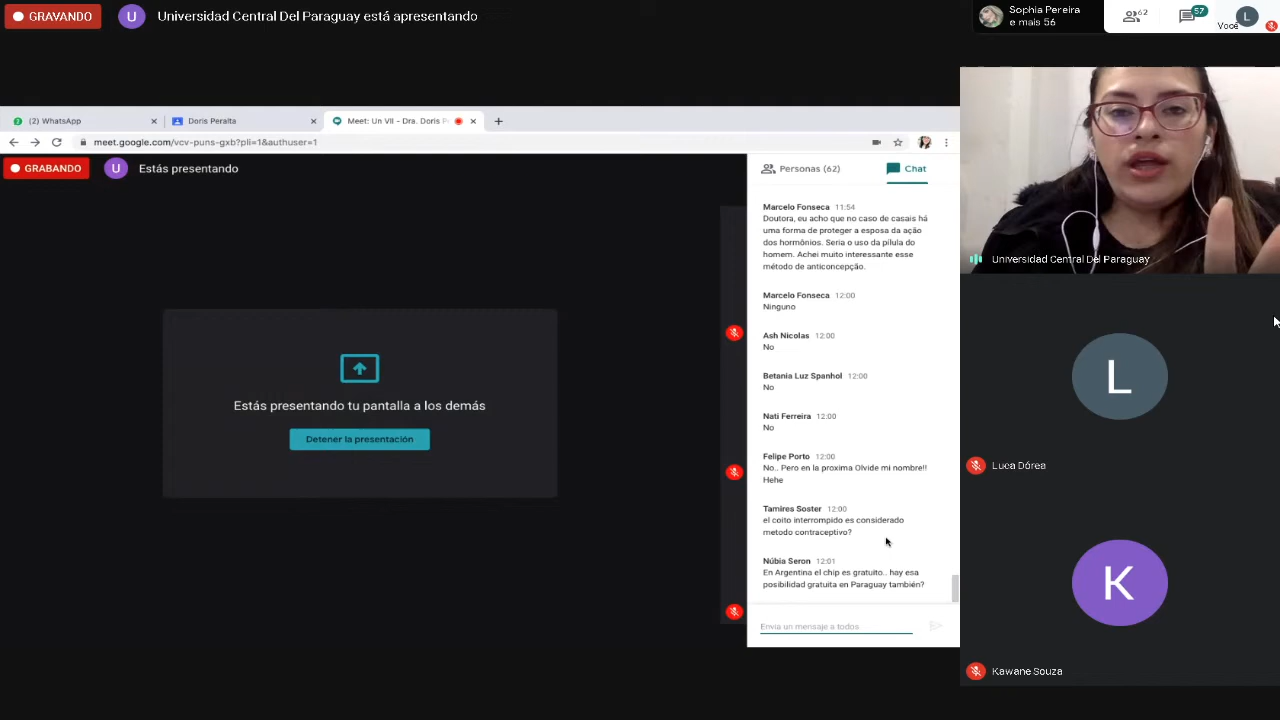 GRAVANDO
U
Universidad Central Del Paraguay está apresentando
Sophia Pereira
e mais 56
62
57
L
Você
(2) WhatsApp
Doris Peralta
Meet: Un VII - Dra. Doris P
meet.google.com/vcv-puns-gxb?pli=1&authuser=1
GRABANDO
U
Estás presentando
Personas (62)
Chat
Estás presentando tu pantalla a los demás
Detener la presentación
Marcelo Fonseca 11:54
Doutora, eu acho que no caso de casais há
uma forma de proteger a esposa da ação
dos hormônios. Seria o uso da pílula do
homem. Achei muito interessante esse
método de anticoncepção.
Marcelo Fonseca 12:00
Ninguno
Ash Nicolas 12:00
No
Betania Luz Spanhol 12:00
No
Nati Ferreira 12:00
No
Felipe Porto 12:00
No.. Pero en la proxima Olvide mi nombre!!
Hehe
Tamires Soster 12:00
el coito interrompido es considerado
metodo contraceptivo?
Núbia Seron 12:01
En Argentina el chip es gratuito.. hay esa
posibilidad gratuita en Paraguay también?
Envía un mensaje a todos
Universidad Central Del Paraguay
L
Luca Dórea
K
Kawane Souza